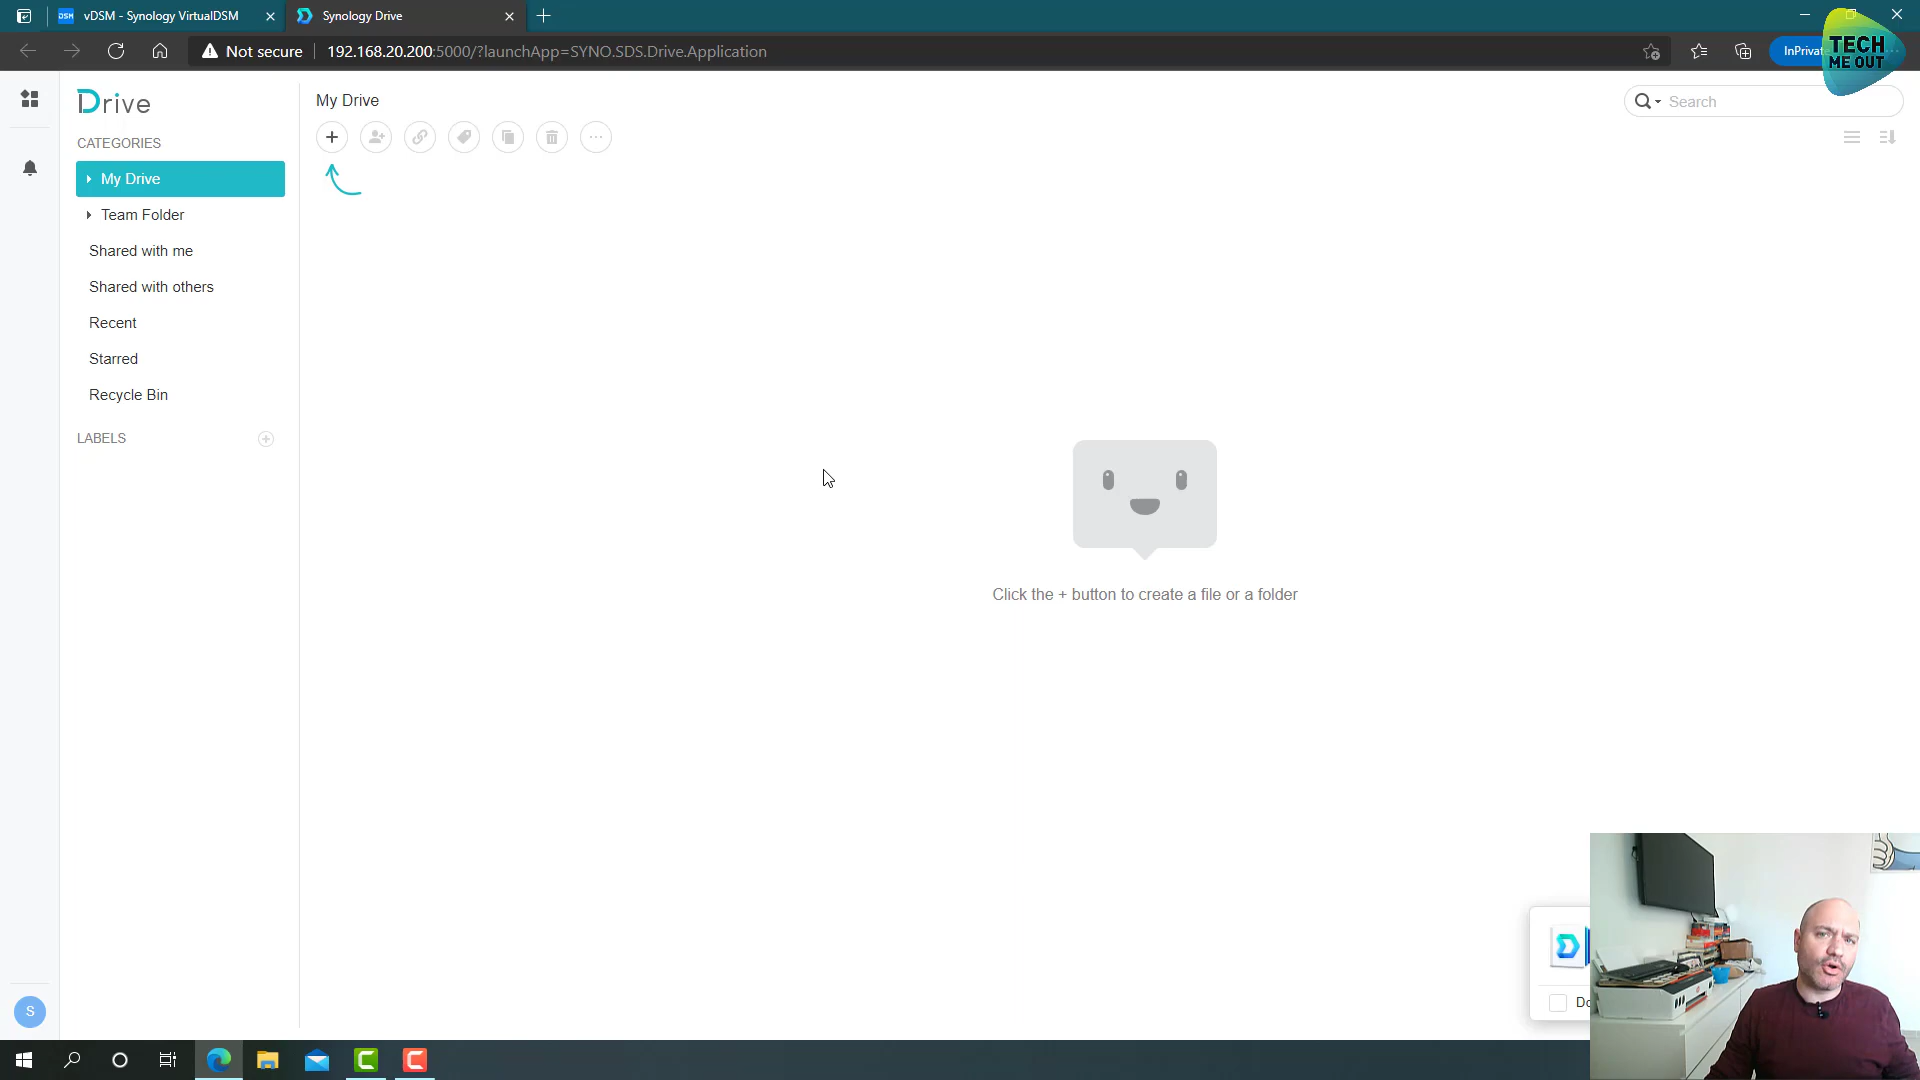 vDSM - Synology VirtualDSM
Synology Drive
Not secure
192.168.20.200:5000/?launchApp=SYNO.SDS.Drive.Application
TECH
ME OUT
Drive
My Drive
Search
CATEGORIES
My Drive
Team Folder
Shared with me
Shared with others
Recent
Starred
Recycle Bin
LABELS
Click the + button to create a file or a folder
S